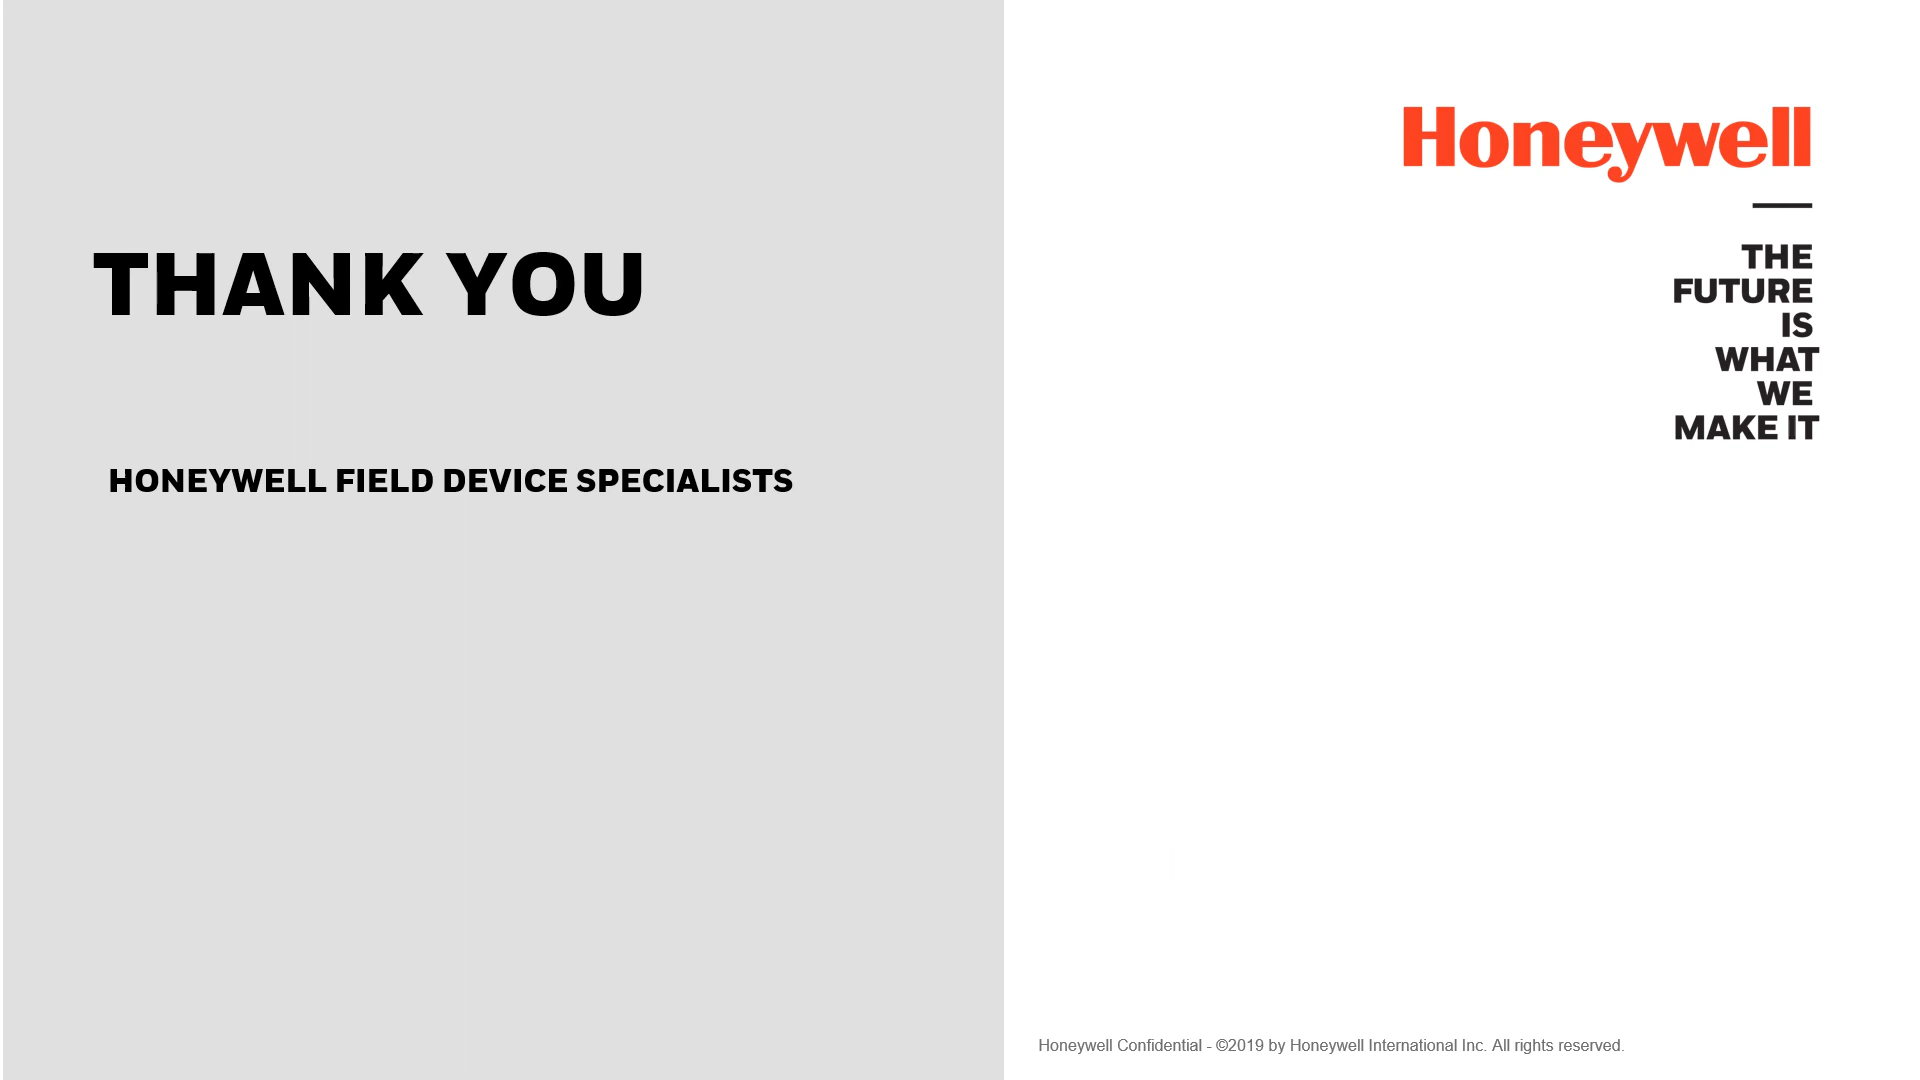 THANK YOU
HONEYWELL FIELD DEVICE SPECIALISTS
Honeywell
THE
FUTURE
IS
WHAT
WE
MAKE IT
Honeywell Confidential - ©2019 by Honeywell International Inc. All rights reserved.